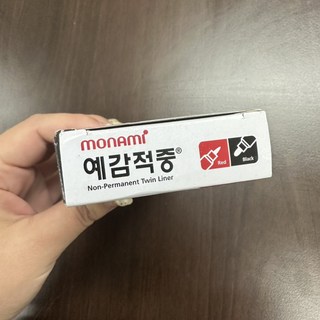 monami
예감적중®
Non-Permanent Twin Liner
Red
Black